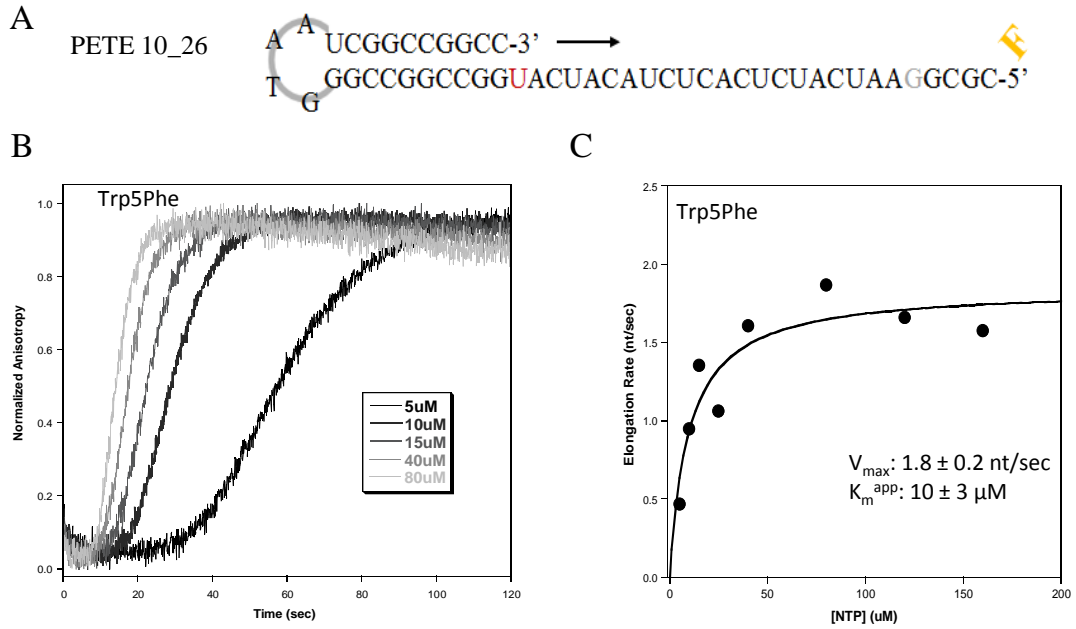 A
PETE 10_26
A
A
T
G
UCGGCCGGCC-3’
GGCCGGCCGGUACUACAUCUCACUCUACUAAGGCGC-5’
F
B
Trp5Phe
Normalized Anisotropy
1.0
0.8
0.6
0.4
0.2
0.0
0
20
40
60
80
100
120
Time (sec)
5uM
10uM
15uM
40uM
80uM
C
Trp5Phe
Elongation Rate (nt/sec)
2.5
2.0
1.5
1.0
0.5
0.0
0
50
100
150
200
[NTP] (uM)
Vmax: 1.8 ± 0.2 nt/sec
Kmapp: 10 ± 3 µM